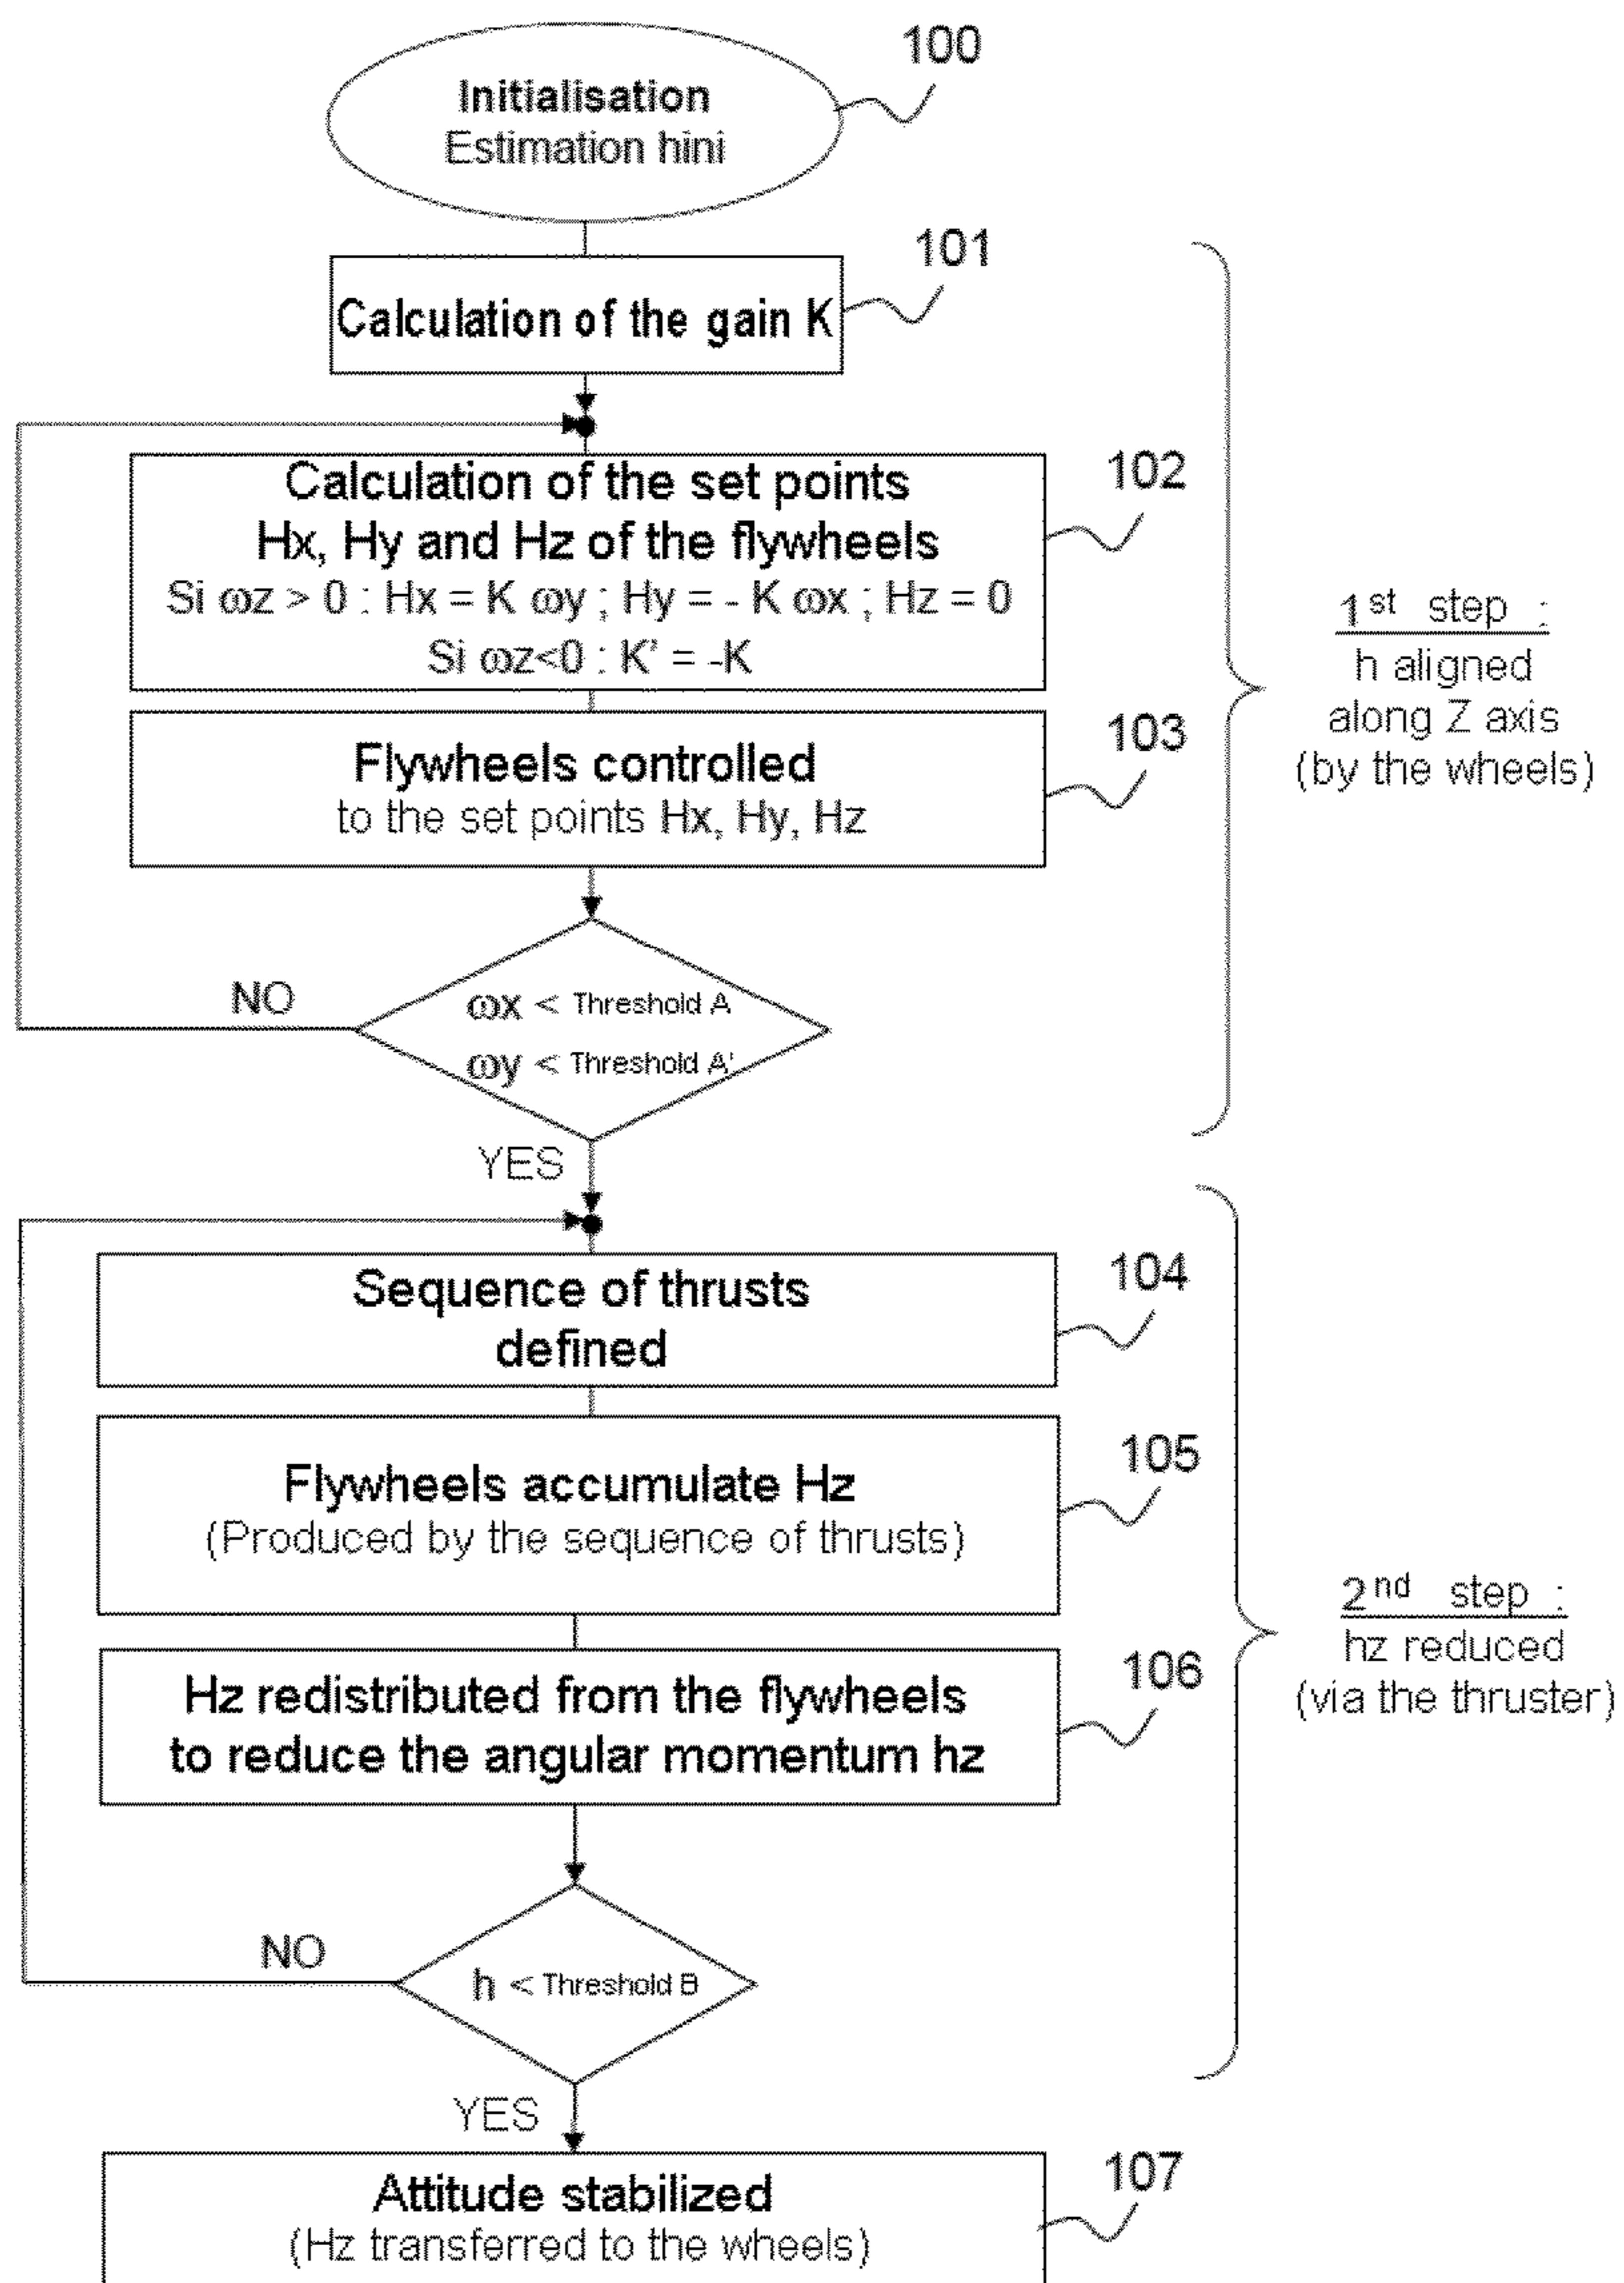 100
Initialisation
Estimation hini
101
Calculation of the gain K
102
Calculation of the set points
Hx, Hy and Hz of the flywheels
Si ωz > 0 : Hx = K ωy ; Hy = - K ωx ; Hz = 0
Si ωz<0 : K' = -K
1st step :
h aligned
along Z axis
(by the wheels)
103
Flywheels controlled
to the set points Hx, Hy, Hz
NO
ωx < Threshold A
ωy < Threshold A'
YES
104
Sequence of thrusts
defined
105
Flywheels accumulate Hz
(Produced by the sequence of thrusts)
2nd step :
hz reduced
(via the thruster)
106
Hz redistributed from the flywheels
to reduce the angular momentum hz
NO
h < Threshold B
YES
107
Attitude stabilized
(Hz transferred to the wheels)